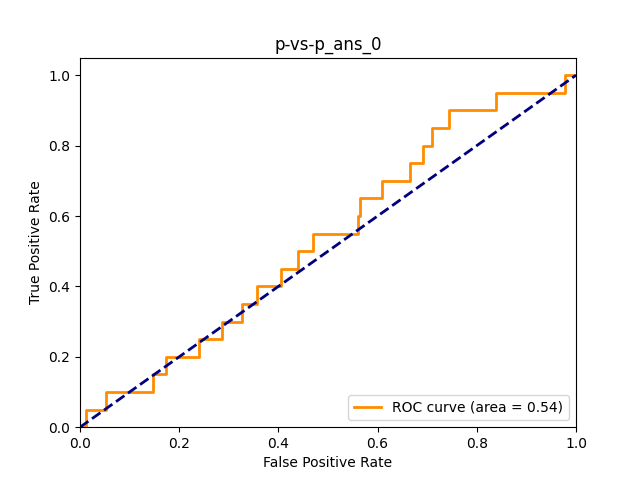 p-vs-p_ans_0
True Positive Rate
1.0
0.8
0.6
0.4
0.2
0.0
0.0 0.2 0.4 0.6 0.8 1.0
False Positive Rate
ROC curve (area = 0.54)